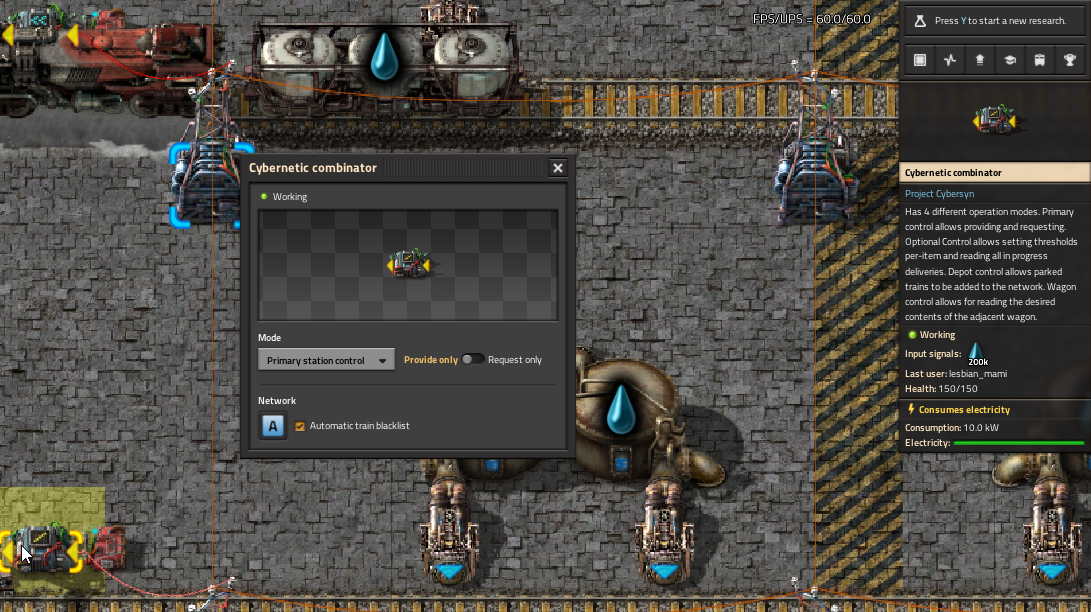 FPS/UPS = 60.0/60.0
Press Y to start a new research.
Cybernetic combinator
Working
Mode
Primary station control
Provide only
Request only
Network
A
Automatic train blacklist
Cybernetic combinator
Project Cybersyn
Has 4 different operation modes. Primary
control allows providing and requesting.
Optional Control allows setting thresholds
per-item and reading all in progress
deliveries. Depot control allows parked
trains to be added to the network. Wagon
control allows for reading the desired
contents of the adjacent wagon.
Working
Input signals:
200k
Last user: lesbian_mami
Health: 150/150
Consumes electricity
Consumption: 10.0 kW
Electricity: